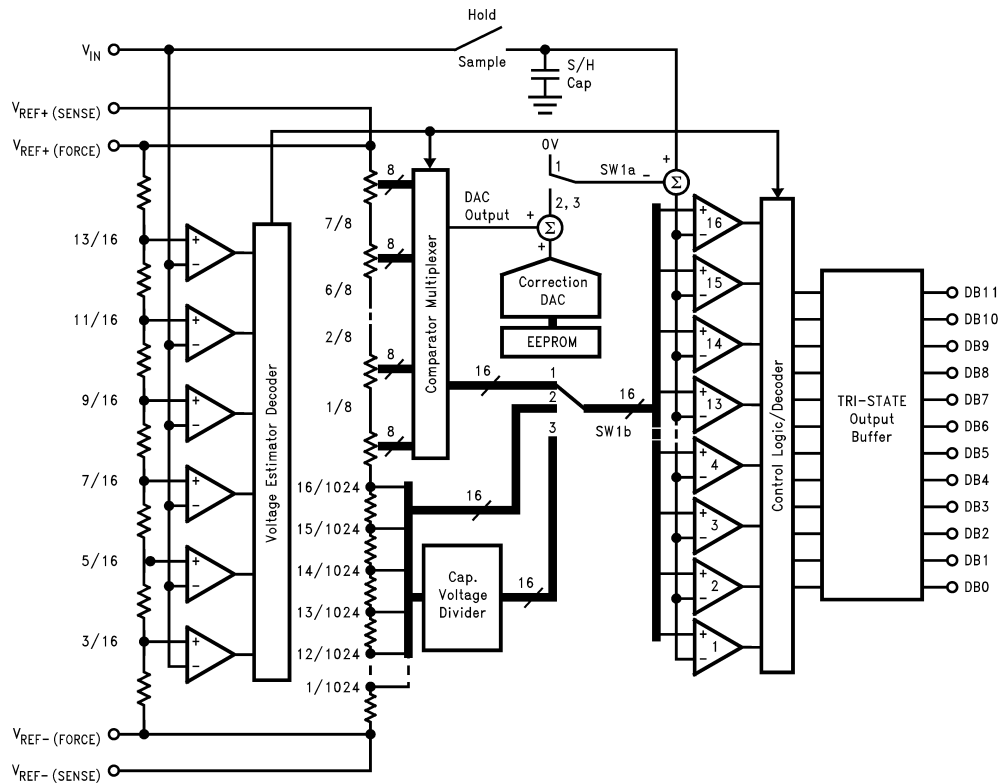 Hold
V_IN
Sample
S/H
Cap
V_REF+ (SENSE)
V_REF+ (FORCE)
0V
1
SW1a
−
+
Σ
2, 3
DAC
Output
+
Σ
+
Correction
DAC
EEPROM
8
7/8
8
6/8
2/8
8
1/8
8
Comparator Multiplexer
13/16
11/16
9/16
7/16
5/16
3/16
+
−
+
−
+
−
+
−
+
−
+
−
Voltage Estimator Decoder
16
1
2
3
16
SW1b
16/1024
15/1024
14/1024
13/1024
12/1024
1/1024
16
Cap.
Voltage
Divider
16
+
16
−
+
15
−
+
14
−
+
13
−
+
4
−
+
3
−
+
2
−
+
1
−
Control Logic/Decoder
TRI-STATE
Output
Buffer
DB11
DB10
DB9
DB8
DB7
DB6
DB5
DB4
DB3
DB2
DB1
DB0
V_REF− (FORCE)
V_REF− (SENSE)